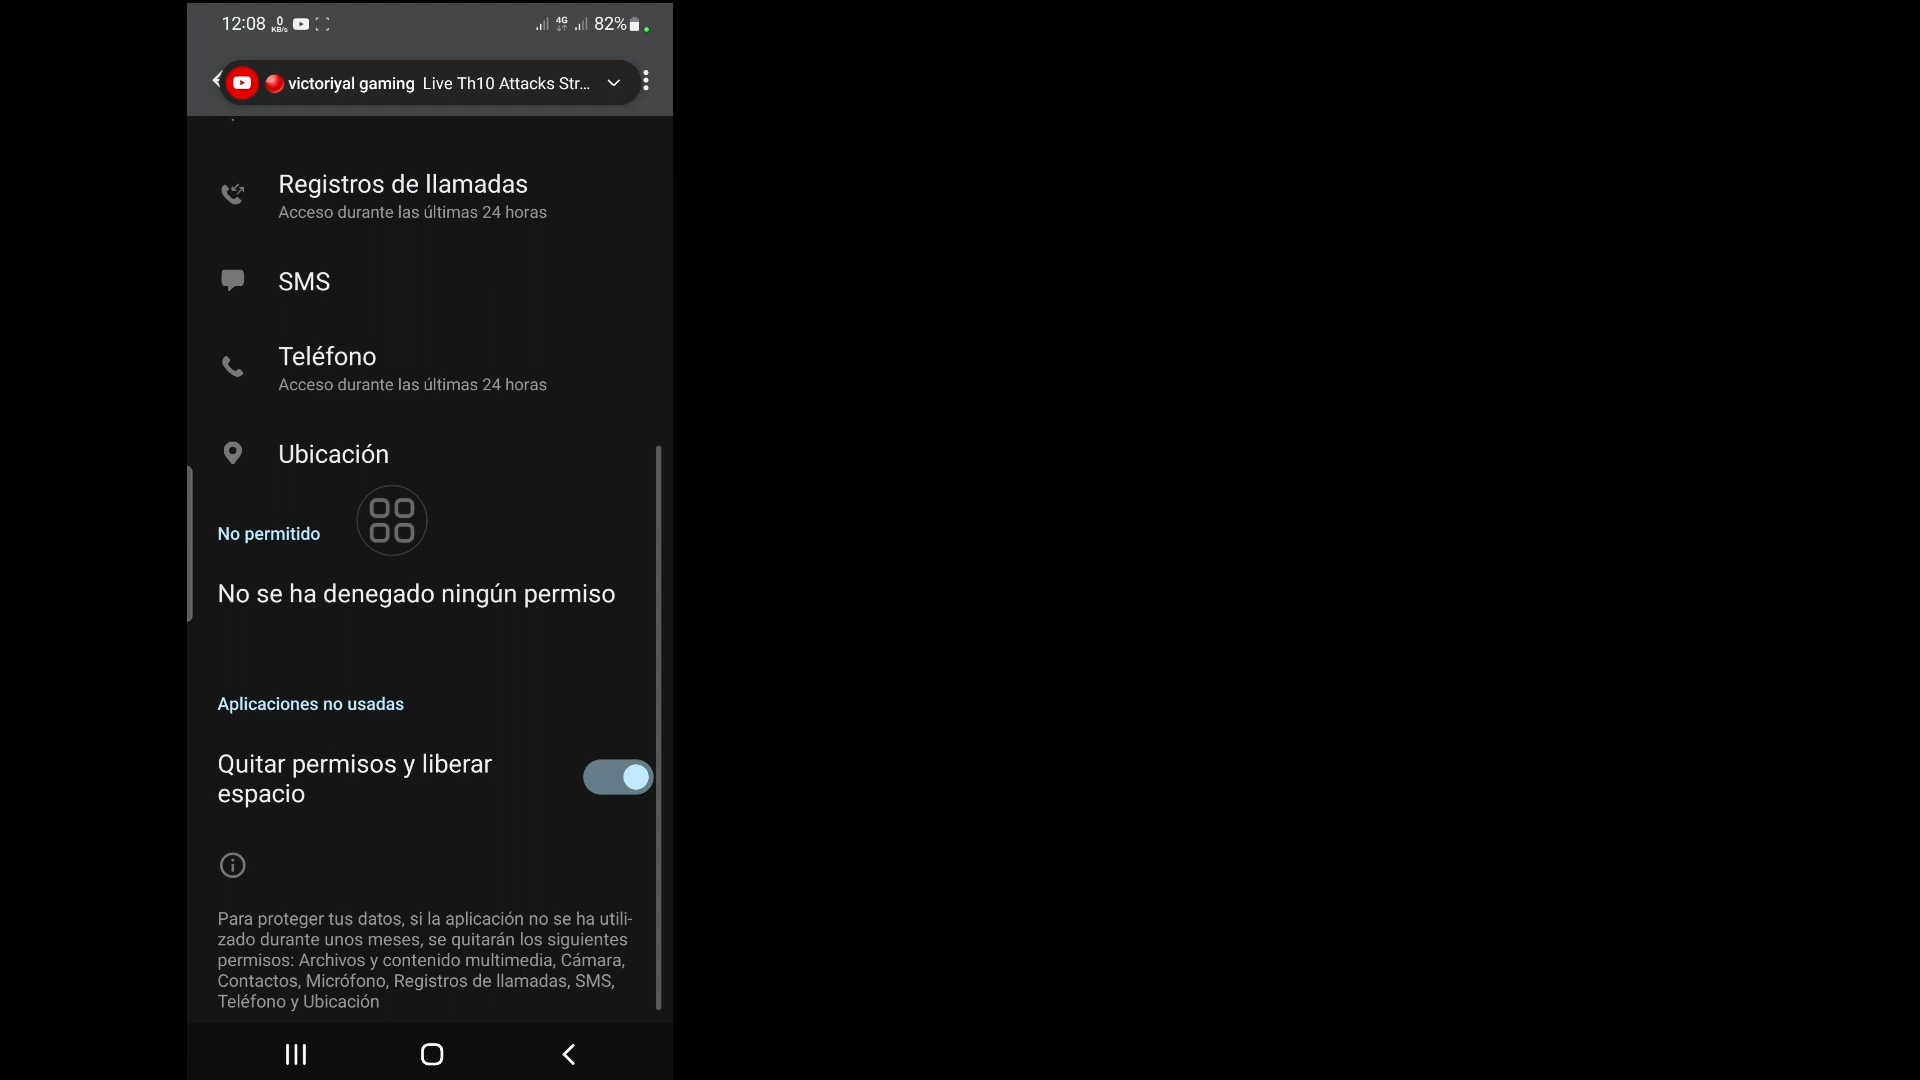 12:08 0 KB/s 4G 82%
victoriyal gaming Live Th10 Attacks Str...
Registros de llamadas
Acceso durante las últimas 24 horas
SMS
Teléfono
Acceso durante las últimas 24 horas
Ubicación
No permitido
No se ha denegado ningún permiso
Aplicaciones no usadas
Quitar permisos y liberar
espacio
Para proteger tus datos, si la aplicación no se ha utili-
zado durante unos meses, se quitarán los siguientes
permisos: Archivos y contenido multimedia, Cámara,
Contactos, Micrófono, Registros de llamadas, SMS,
Teléfono y Ubicación